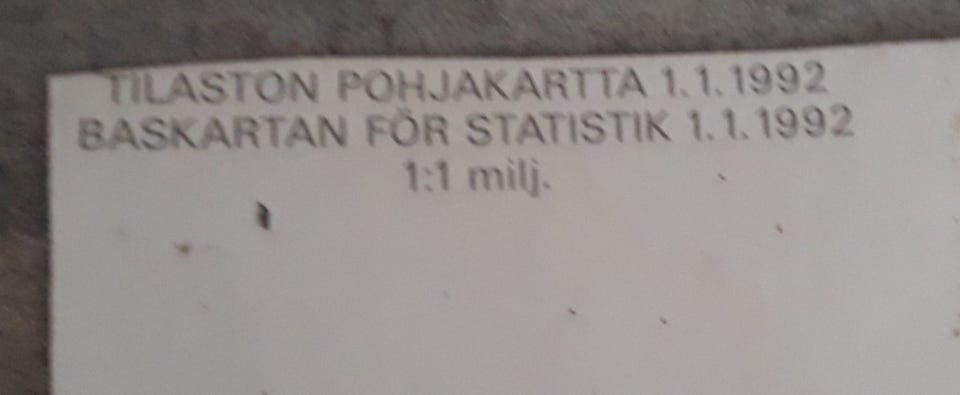 TILASTON POHJAKARTTA 1.1.1992
BASKARTAN FÖR STATISTIK 1.1.1992
1:1 milj.